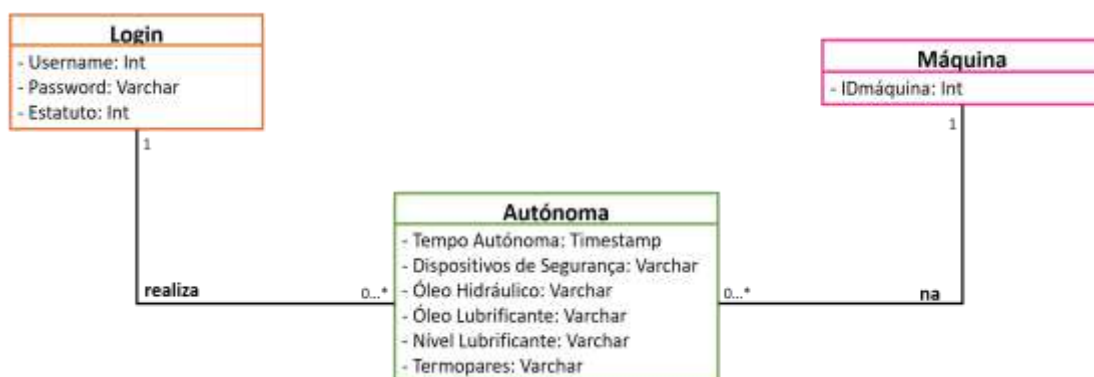 Login
- Username: Int
- Password: Varchar
- Estatuto: Int
1
Máquina
- IDmáquina: Int
1
Autónoma
- Tempo Autónoma: Timestamp
- Dispositivos de Segurança: Varchar
- Óleo Hidráulico: Varchar
- Óleo Lubrificante: Varchar
- Nível Lubrificante: Varchar
- Termopares: Varchar
realiza
0...*
0...*
na